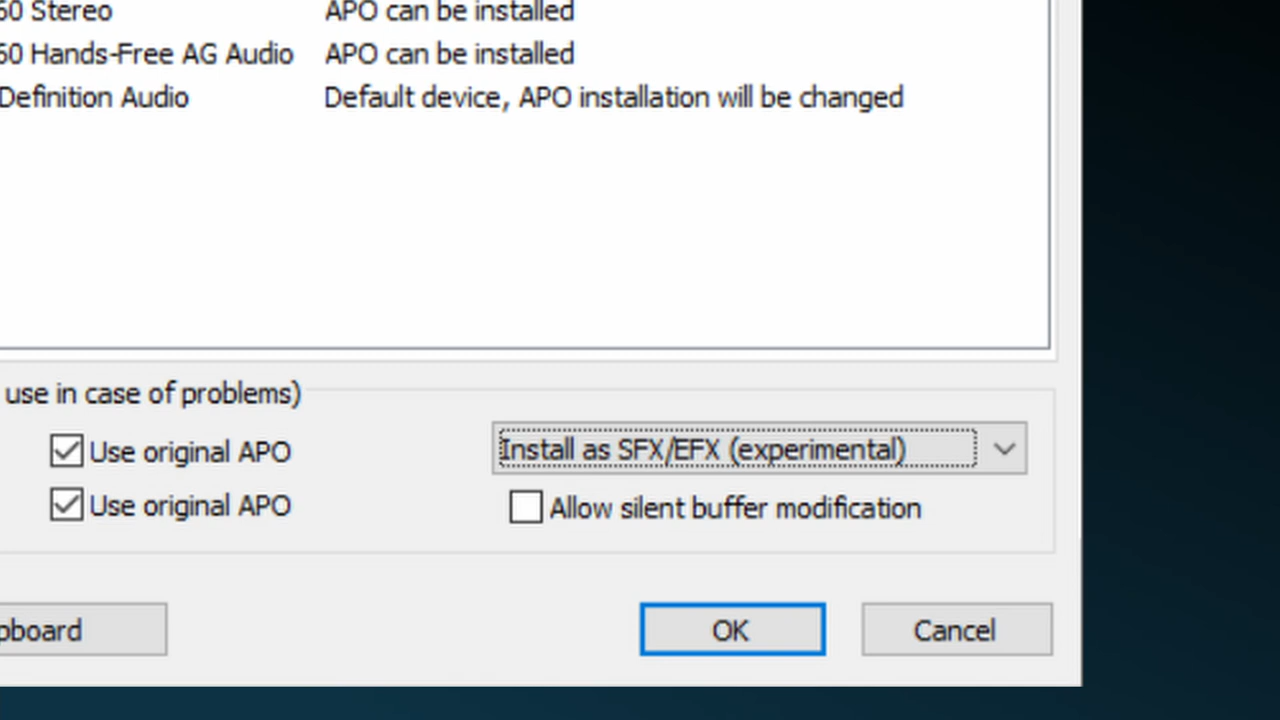 60 Stereo APO can be installed
60 Hands-Free AG Audio APO can be installed
Definition Audio Default device, APO installation will be changed
use in case of problems)
Use original APO Install as SFX/EFX (experimental)
Use original APO Allow silent buffer modification
pboard OK Cancel